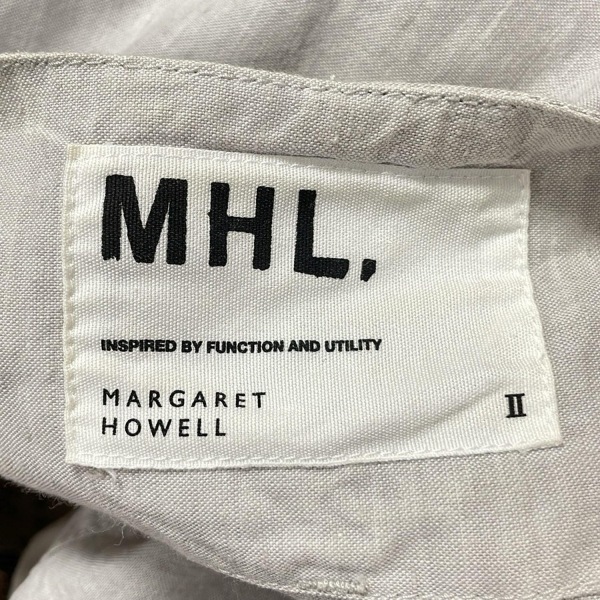 MHL.
INSPIRED BY FUNCTION AND UTILITY
MARGARET
HOWELL
II